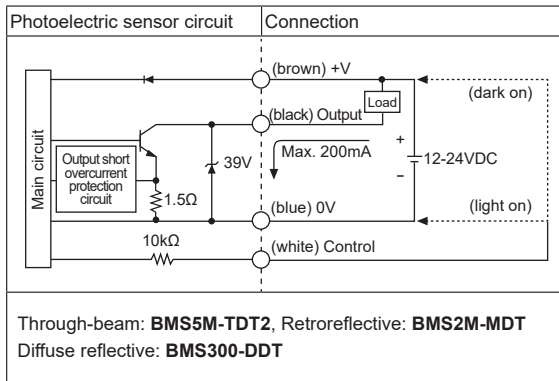 Photoelectric sensor circuit
Connection
(brown) +V
(dark on)
(black) Output
Load
Main circuit
Output short
overcurrent
protection
circuit
39V
Max. 200mA
+
12-24VDC
−
1.5Ω
(blue) 0V
(light on)
10kΩ
(white) Control
Through-beam: BMS5M-TDT2, Retroreflective: BMS2M-MDT
Diffuse reflective: BMS300-DDT